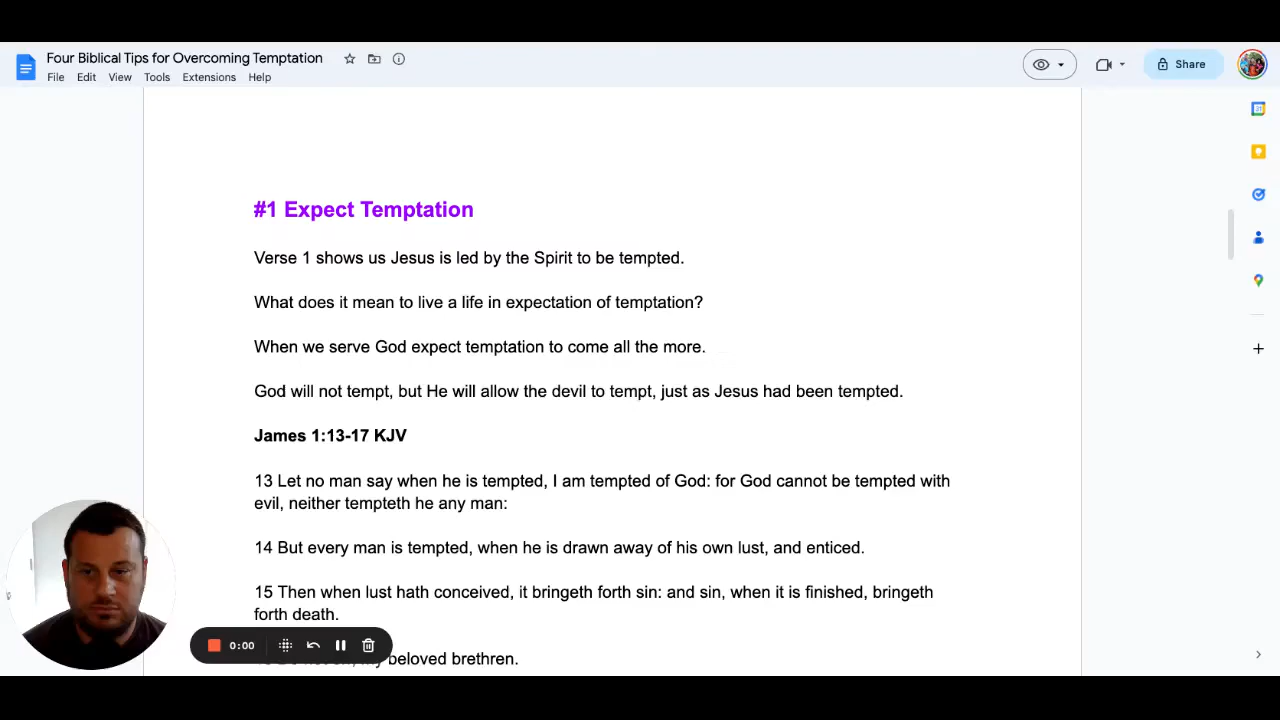 Four Biblical Tips for Overcoming Temptation
File Edit View Tools Extensions Help
Share
#1 Expect Temptation
Verse 1 shows us Jesus is led by the Spirit to be tempted.
What does it mean to live a life in expectation of temptation?
When we serve God expect temptation to come all the more.
God will not tempt, but He will allow the devil to tempt, just as Jesus had been tempted.
James 1:13-17 KJV
13 Let no man say when he is tempted, I am tempted of God: for God cannot be tempted with
evil, neither tempteth he any man:
14 But every man is tempted, when he is drawn away of his own lust, and enticed.
15 Then when lust hath conceived, it bringeth forth sin: and sin, when it is finished, bringeth
forth death.
beloved brethren.
0:00